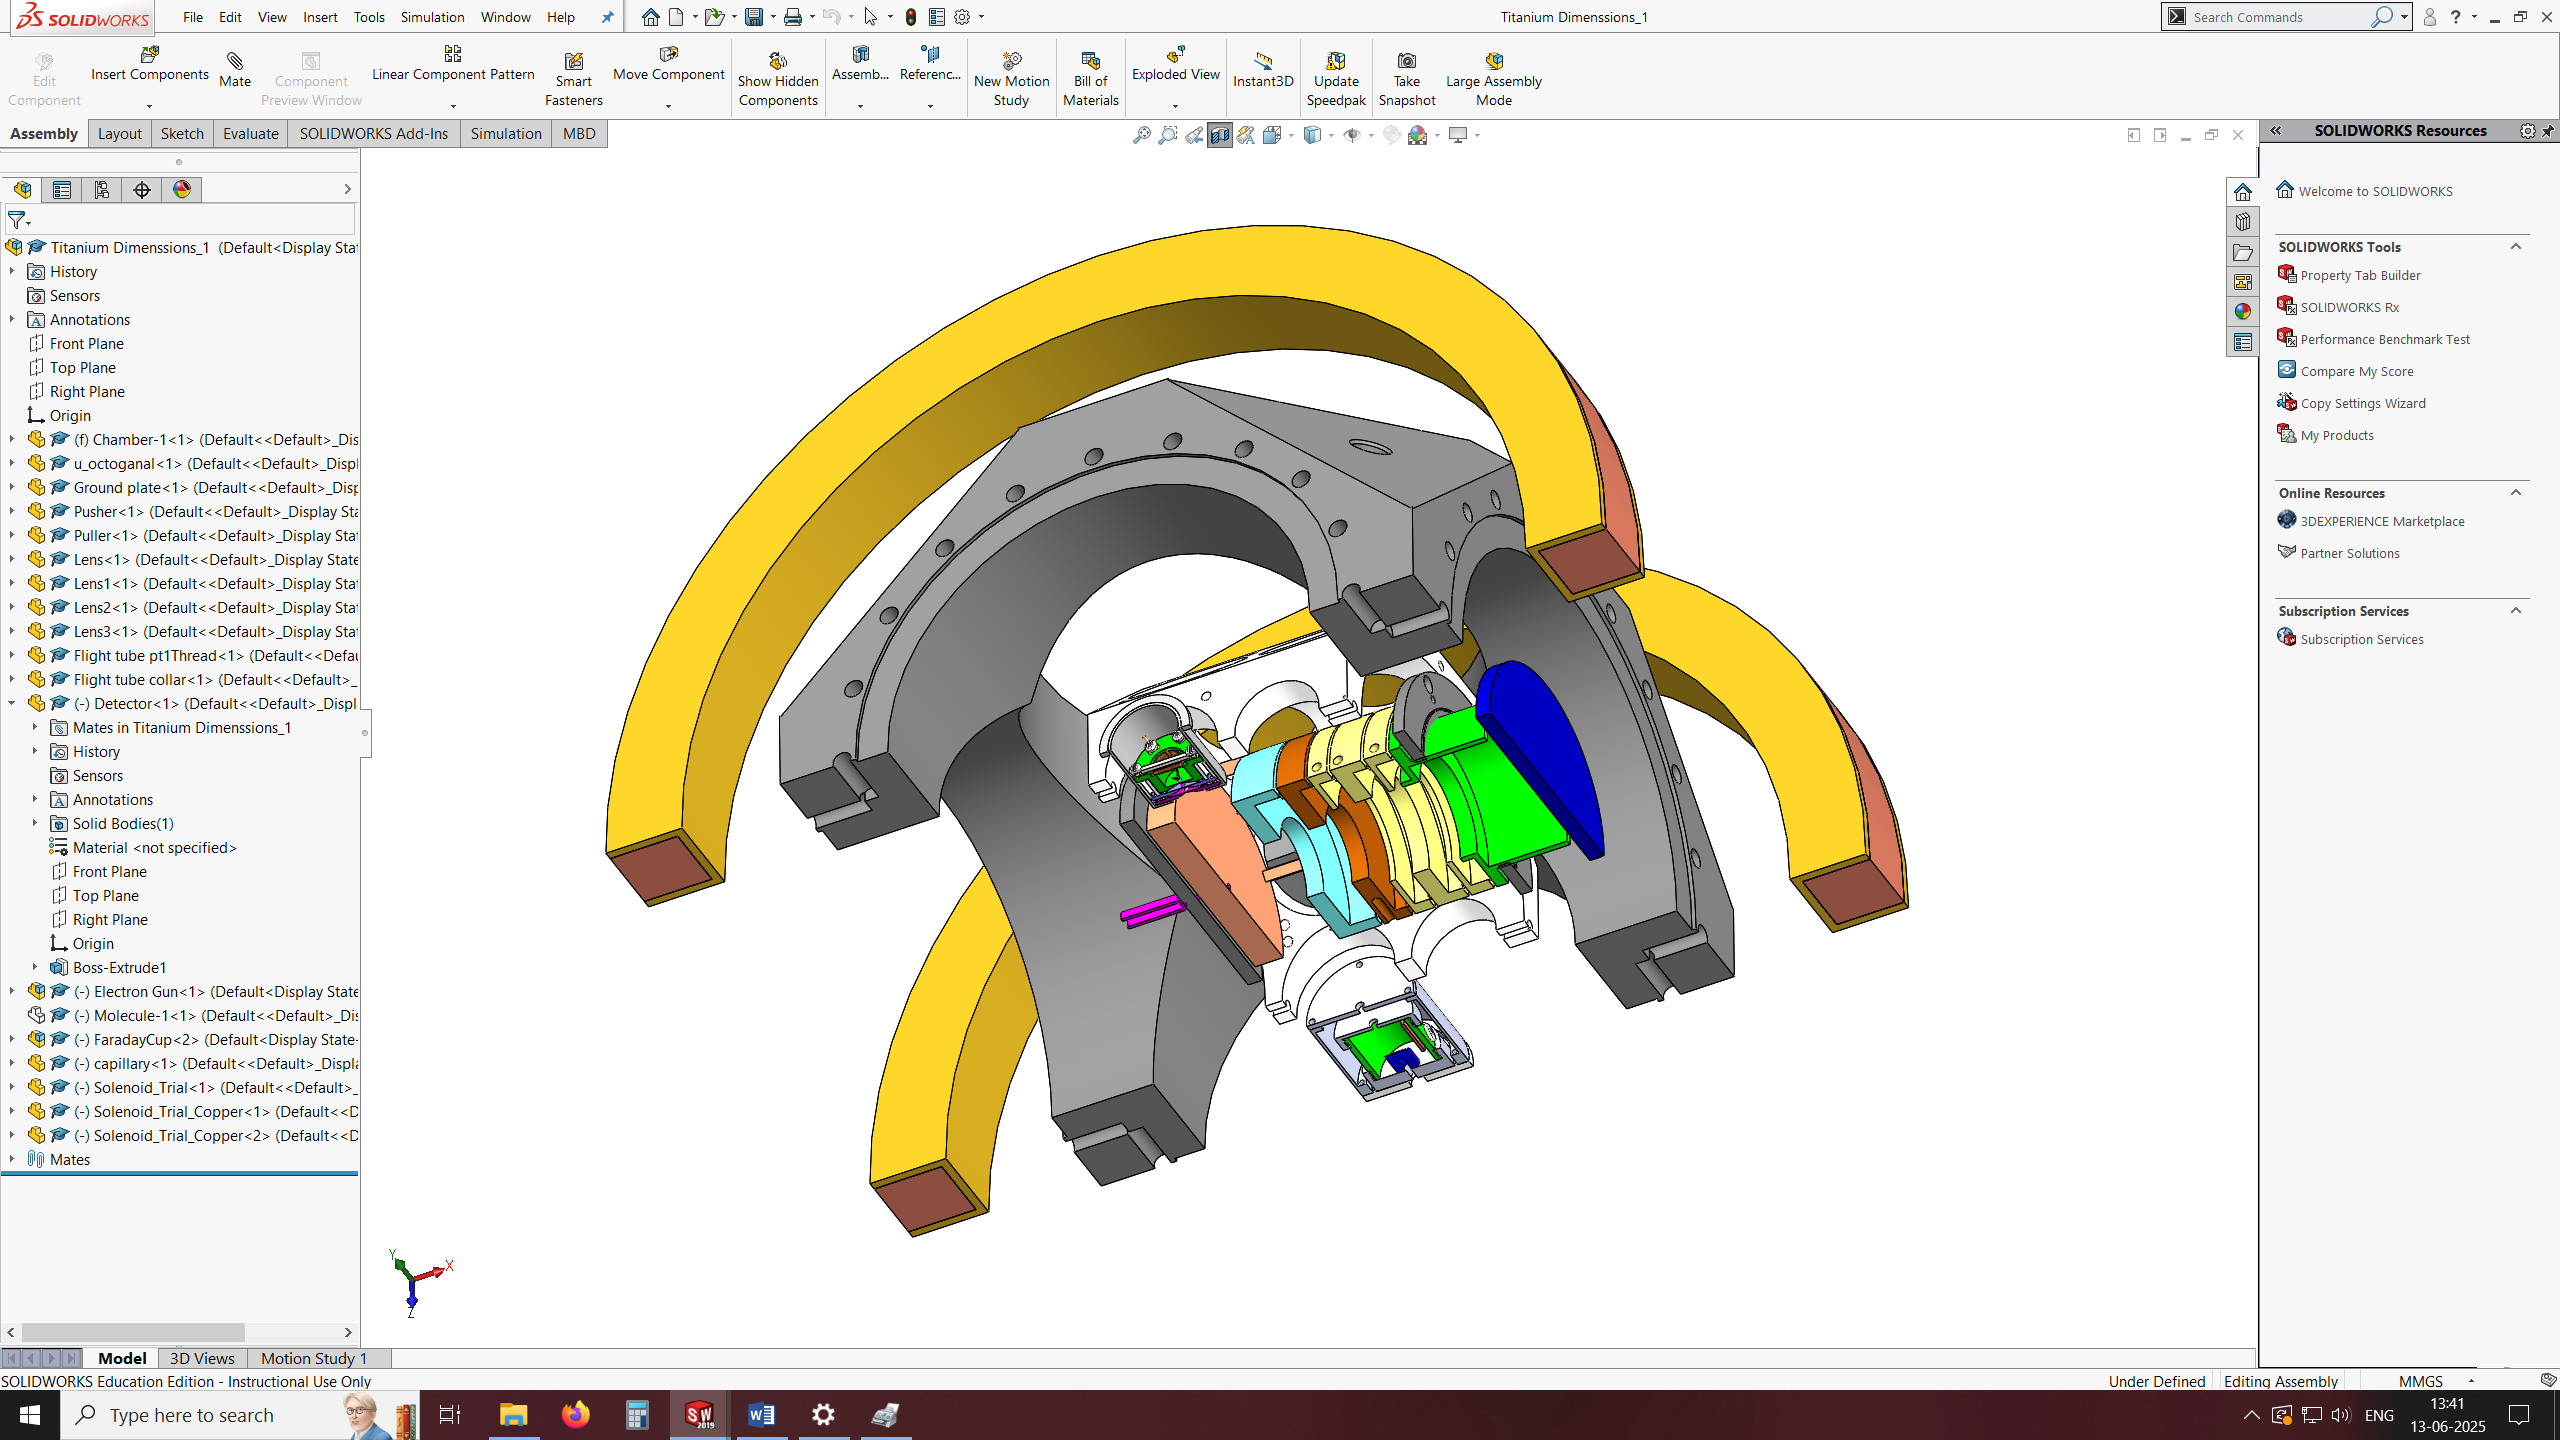 SOLIDWORKS
File Edit View Insert Tools Simulation Window Help
Titanium Dimenssions_1
Search Commands
Edit Component
Insert Components
Mate
Component Preview Window
Linear Component Pattern
Smart Fasteners
Move Component
Show Hidden Components
Assemb...
Referenc...
New Motion Study
Bill of Materials
Exploded View
Instant3D
Update Speedpak
Take Snapshot
Large Assembly Mode
Assembly Layout Sketch Evaluate SOLIDWORKS Add-Ins Simulation MBD
Titanium Dimenssions_1 (Default<Display Sta
History
Sensors
Annotations
Front Plane
Top Plane
Right Plane
Origin
(f) Chamber-1<1> (Default<<Default>_Dis
u_octoganal<1> (Default<<Default>_Displ
Ground plate<1> (Default<<Default>_Disp
Pusher<1> (Default<<Default>_Display Sta
Puller<1> (Default<<Default>_Display Stat
Lens<1> (Default<<Default>_Display State
Lens1<1> (Default<<Default>_Display Stat
Lens2<1> (Default<<Default>_Display Stat
Lens3<1> (Default<<Default>_Display Stat
Flight tube pt1Thread<1> (Default<<Defau
Flight tube collar<1> (Default<<Default>_
(-) Detector<1> (Default<<Default>_Displ
Mates in Titanium Dimenssions_1
History
Sensors
Annotations
Solid Bodies(1)
Material <not specified>
Front Plane
Top Plane
Right Plane
Origin
Boss-Extrude1
(-) Electron Gun<1> (Default<Display State
(-) Molecule-1<1> (Default<<Default>_Dis
(-) FaradayCup<2> (Default<Display State-
(-) capillary<1> (Default<<Default>_Displa
(-) Solenoid_Trial<1> (Default<<Default>_
(-) Solenoid_Trial_Copper<1> (Default<<D
(-) Solenoid_Trial_Copper<2> (Default<<D
Mates
Y
X
Z
SOLIDWORKS Resources
Welcome to SOLIDWORKS
SOLIDWORKS Tools
Property Tab Builder
SOLIDWORKS Rx
Performance Benchmark Test
Compare My Score
Copy Settings Wizard
My Products
Online Resources
3DEXPERIENCE Marketplace
Partner Solutions
Subscription Services
Subscription Services
Model 3D Views Motion Study 1
SOLIDWORKS Education Edition - Instructional Use Only
Under Defined Editing Assembly MMGS
Type here to search
SW 2019
ENG
13:41
13-06-2025